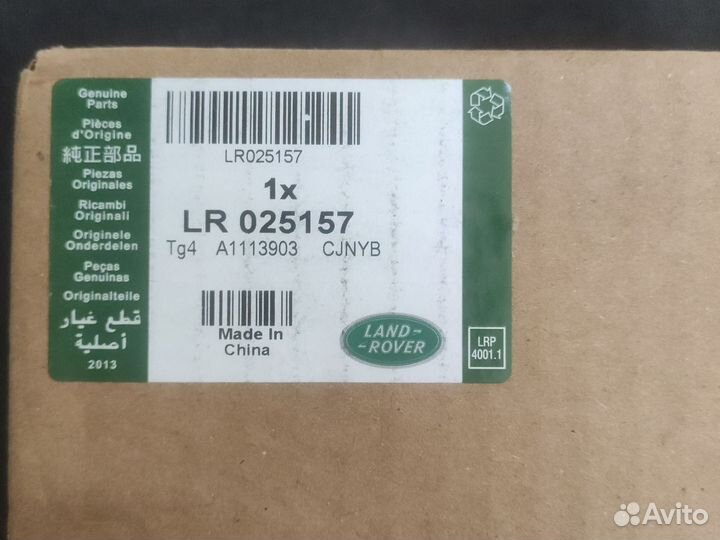 Genuine
Parts
Pièces
d'Origine
純正部品
Piezas
Originales
Ricambi
Originali
Originele
Onderdelen
Peças
Genuinas
Originalteile
قطع غيار
أصلية
2013
LR025157
1x
LR 025157
Tg4 A1113903 CJNYB
Made In
China
LAND-
-ROVER
LRP
4001.1
Avito